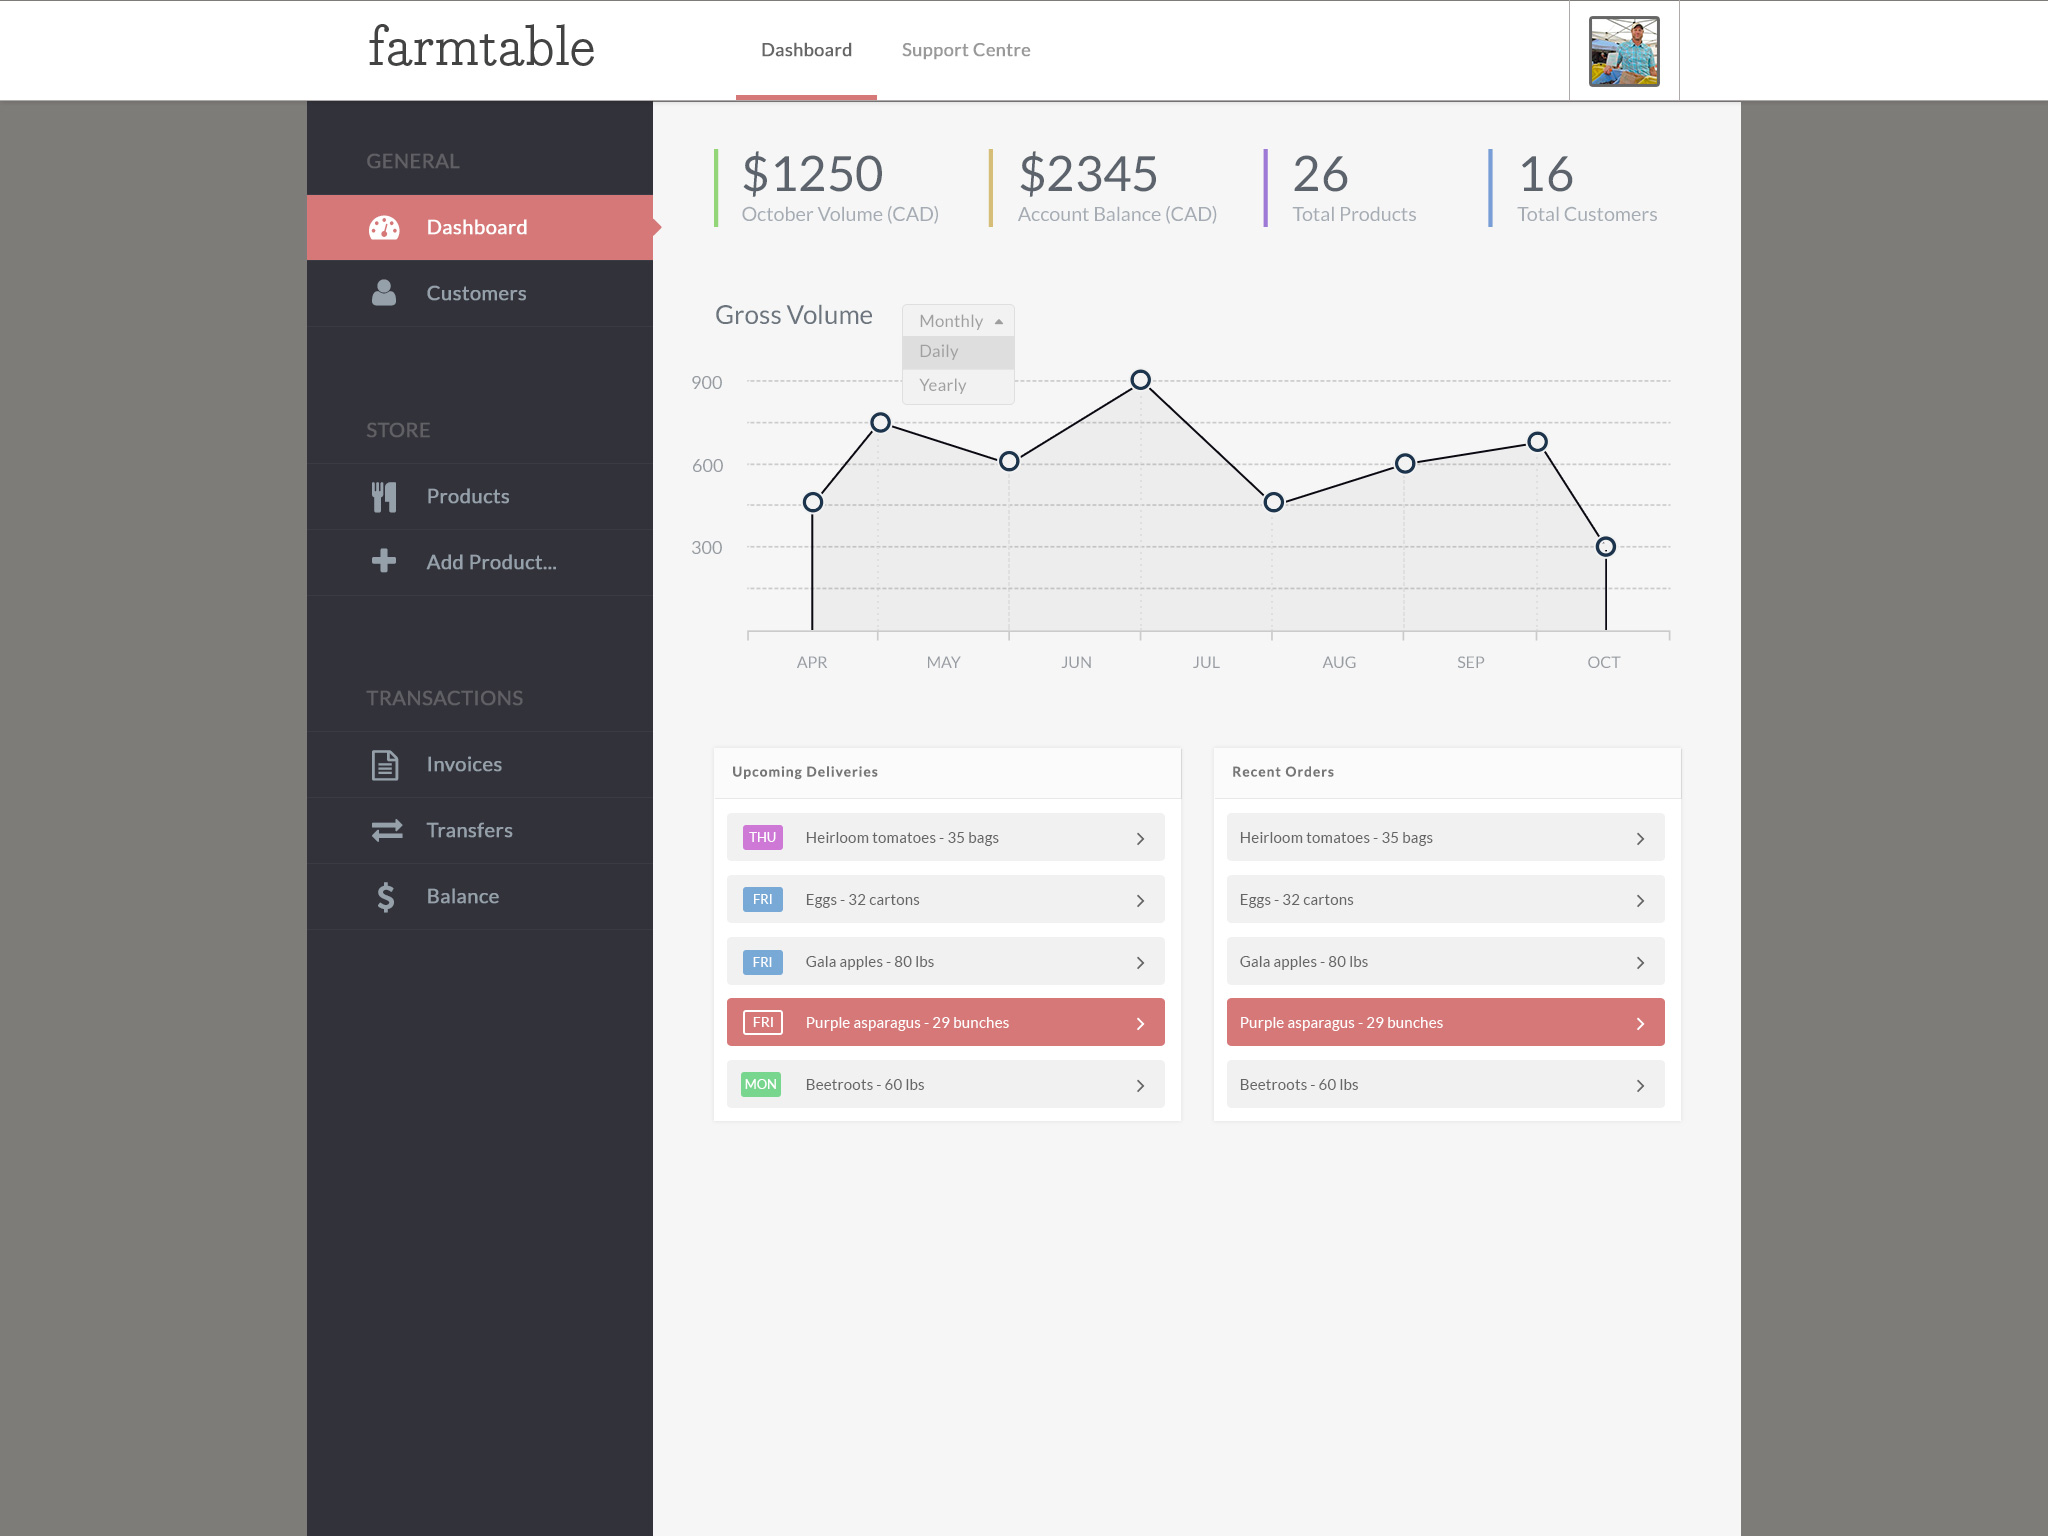 farmtable
Dashboard
Support Centre
GENERAL
Dashboard
Customers
STORE
Products
Add Product...
TRANSACTIONS
Invoices
Transfers
Balance
$1250
October Volume (CAD)
$2345
Account Balance (CAD)
26
Total Products
16
Total Customers
Gross Volume
Monthly
Daily
Yearly
900
600
300
APR MAY JUN JUL AUG SEP OCT
Upcoming Deliveries
THU Heirloom tomatoes - 35 bags
FRI Eggs - 32 cartons
FRI Gala apples - 80 lbs
FRI Purple asparagus - 29 bunches
MON Beetroots - 60 lbs
Recent Orders
Heirloom tomatoes - 35 bags
Eggs - 32 cartons
Gala apples - 80 lbs
Purple asparagus - 29 bunches
Beetroots - 60 lbs